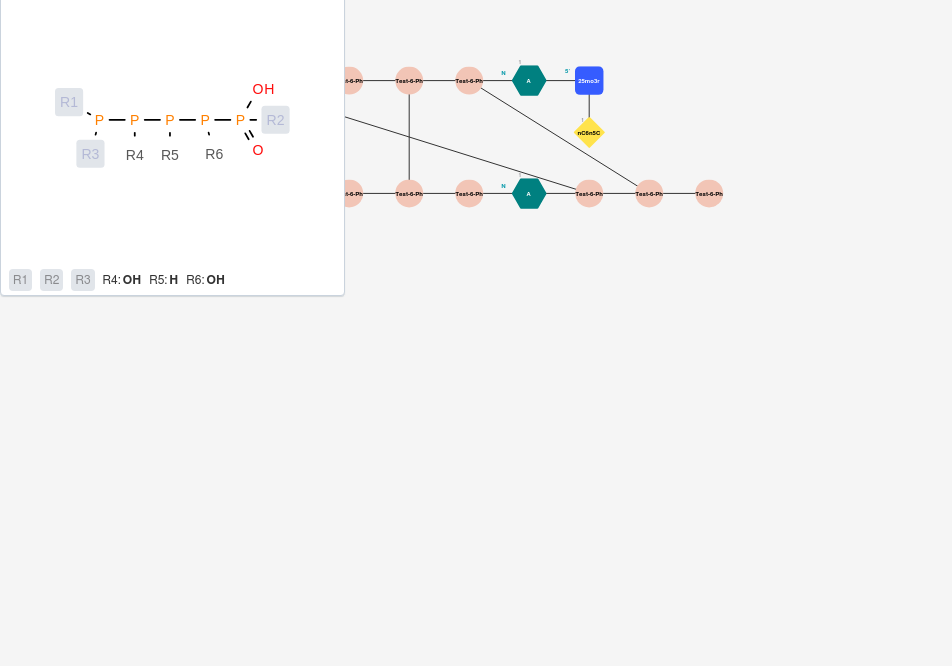 OH
R1
P P P P P R2
R3 R4 R5 R6 O
R1 R2 R3 R4: OH R5: H R6: OH
t-6-Ph Test-6-Ph Test-6-Ph N 1 A 5' 25mo3r
1
nC6n5C
t-6-Ph Test-6-Ph Test-6-Ph N A Test-6-Ph Test-6-Ph Test-6-Ph